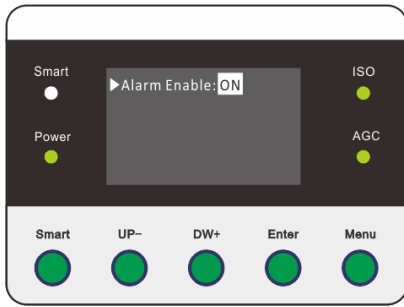 Smart
ISO
▶Alarm Enable: ON
Power
AGC
Smart UP− DW+ Enter Menu